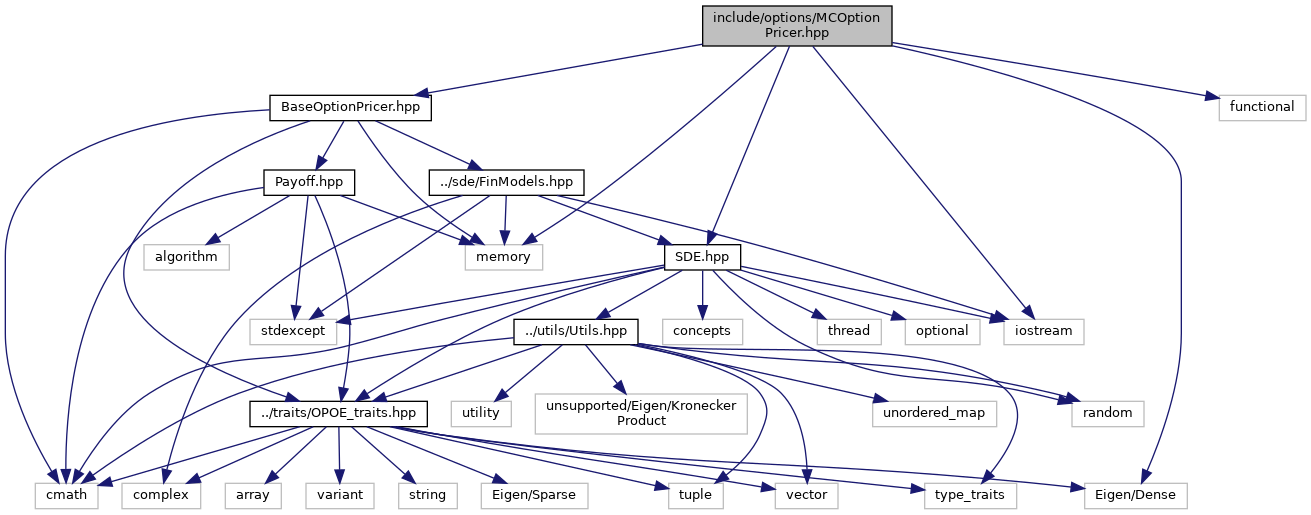 include/options/MCOption
Pricer.hpp
BaseOptionPricer.hpp
functional
Payoff.hpp
../sde/FinModels.hpp
algorithm
memory
SDE.hpp
stdexcept
../utils/Utils.hpp
concepts
thread
optional
iostream
../traits/OPOE_traits.hpp
utility
unsupported/Eigen/Kronecker
Product
unordered_map
random
cmath
complex
array
variant
string
Eigen/Sparse
tuple
vector
type_traits
Eigen/Dense